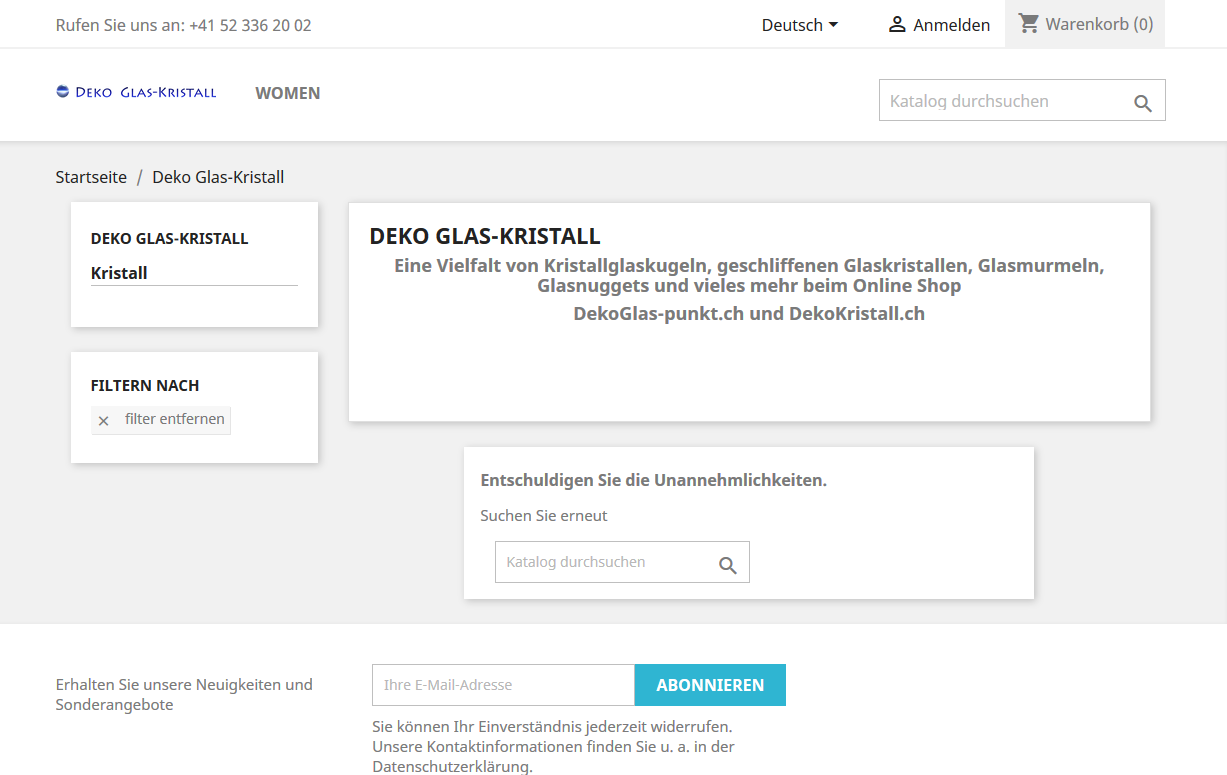 Rufen Sie uns an: +41 52 336 20 02
Deutsch
Anmelden
Warenkorb (0)
Deko Glas-Kristall
WOMEN
Katalog durchsuchen
Startseite / Deko Glas-Kristall
DEKO GLAS-KRISTALL
Kristall
FILTERN NACH
filter entfernen
DEKO GLAS-KRISTALL
Eine Vielfalt von Kristallglaskugeln, geschliffenen Glaskristallen, Glasmurmeln,
Glasnuggets und vieles mehr beim Online Shop
DekoGlas-punkt.ch und DekoKristall.ch
Entschuldigen Sie die Unannehmlichkeiten.
Suchen Sie erneut
Katalog durchsuchen
Erhalten Sie unsere Neuigkeiten und
Sonderangebote
Ihre E-Mail-Adresse
ABONNIEREN
Sie können Ihr Einverständnis jederzeit widerrufen.
Unsere Kontaktinformationen finden Sie u. a. in der
Datenschutzerklärung.